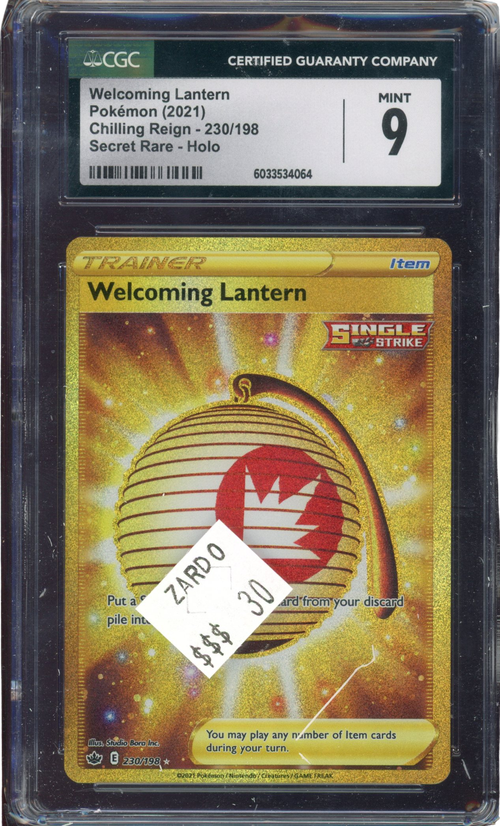 CGC
CERTIFIED GUARANTY COMPANY
Welcoming Lantern
Pokémon (2021)
Chilling Reign - 230/198
Secret Rare - Holo
MINT
9
6033534064
TRAINER
Item
Welcoming Lantern
SINGLE
STRIKE
ZARDO
$$$ 30
Put a from your discard
pile
You may play any number of Item cards
during your turn.
Illus. Studio Bora Inc.
E 230/198
©2021 Pokémon / Nintendo / Creatures / GAME FREAK